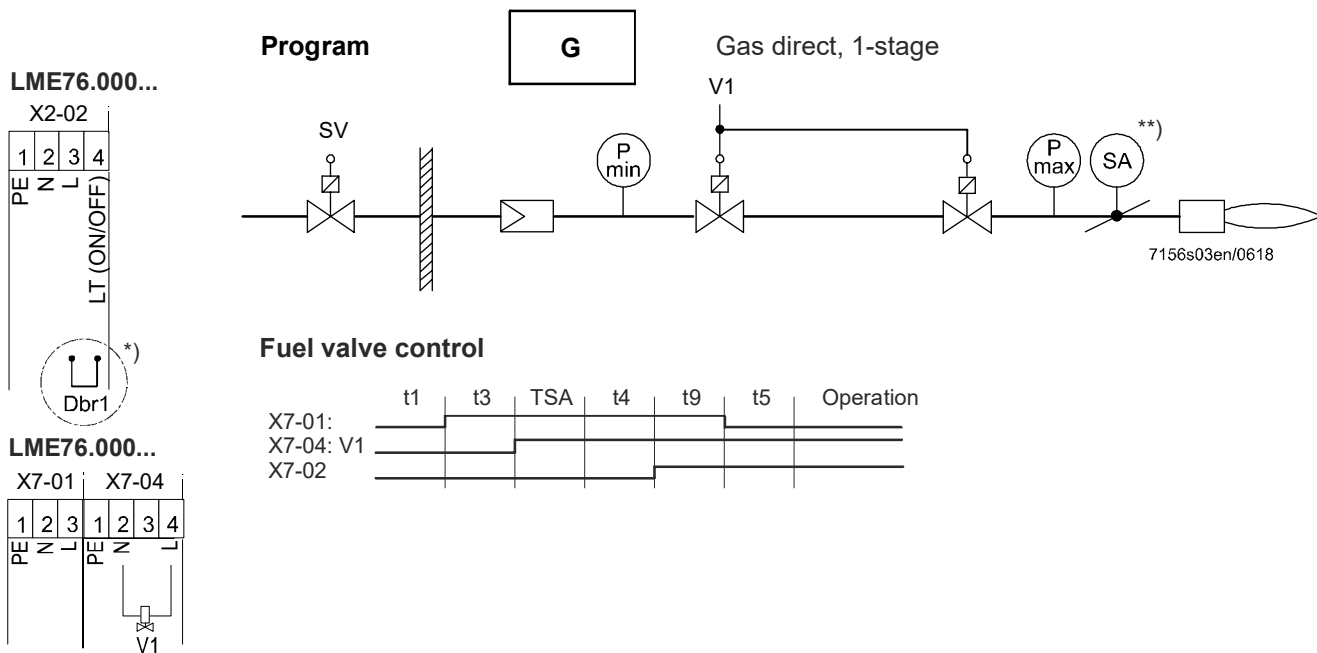 Program G Gas direct, 1-stage
LME76.000...
X2-02
1 2 3 4
PE N L LT (ON/OFF)
*)
Dbr1
V1
SV
P min
P max
SA
**)
7156s03en/0618
Fuel valve control
t1 t3 TSA t4 t9 t5 Operation
X7-01:
X7-04: V1
X7-02
LME76.000...
X7-01 X7-04
1 2 3 1 2 3 4
PE N L PE N L
V1